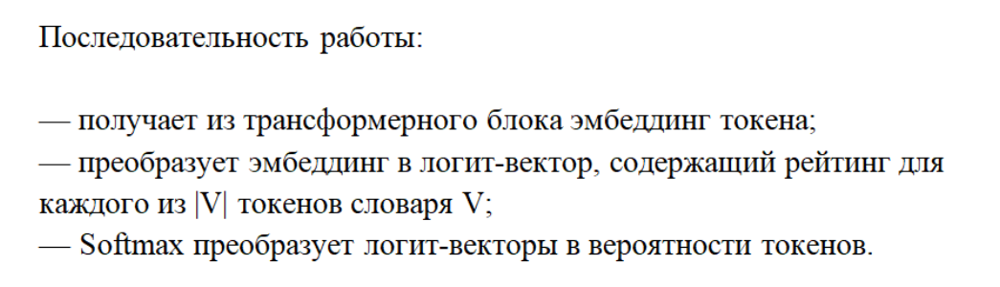 Последовательность работы:
— получает из трансформерного блока эмбеддинг токена;
— преобразует эмбеддинг в логит-вектор, содержащий рейтинг для
каждого из |V| токенов словаря V;
— Softmax преобразует логит-векторы в вероятности токенов.